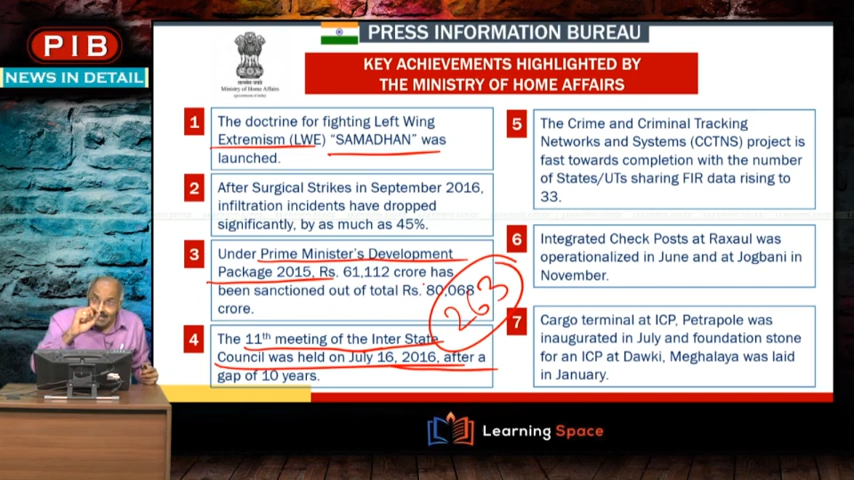 PIB
NEWS IN DETAIL
PRESS INFORMATION BUREAU
सत्यमेव जयते
Ministry of Home Affairs
KEY ACHIEVEMENTS HIGHLIGHTED BY
THE MINISTRY OF HOME AFFAIRS
1
The doctrine for fighting Left Wing
Extremism (LWE) “SAMADHAN” was
launched.
2
After Surgical Strikes in September 2016,
infiltration incidents have dropped
significantly, by as much as 45%.
3
Under Prime Minister’s Development
Package 2015, Rs. 61,112 crore has
been sanctioned out of total Rs. 80,068
crore.
263
4
The 11th meeting of the Inter State
Council was held on July 16, 2016, after a
gap of 10 years.
5
The Crime and Criminal Tracking
Networks and Systems (CCTNS) project is
fast towards completion with the number
of States/UTs sharing FIR data rising to
33.
6
Integrated Check Posts at Raxaul was
operationalized in June and at Jogbani in
November.
7
Cargo terminal at ICP, Petrapole was
inaugurated in July and foundation stone
for an ICP at Dawki, Meghalaya was laid
in January.
Learning Space